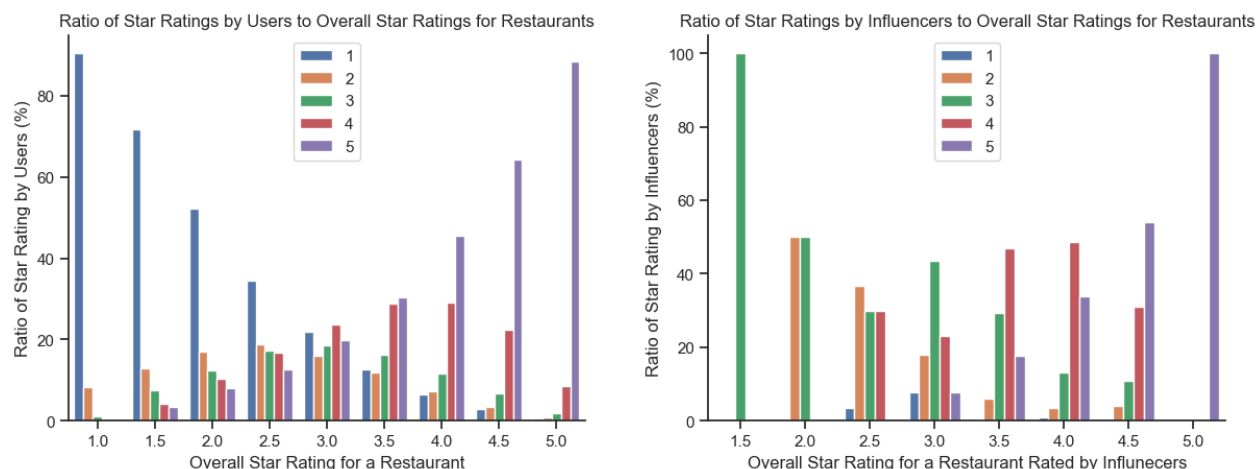 Ratio of Star Ratings by Users to Overall Star Ratings for Restaurants
Ratio of Star Rating by Users (%)
80
60
40
20
0
1
2
3
4
5
1.0 1.5 2.0 2.5 3.0 3.5 4.0 4.5 5.0
Overall Star Rating for a Restaurant
Ratio of Star Ratings by Influencers to Overall Star Ratings for Restaurants
Ratio of Star Rating by Influencers (%)
100
80
60
40
20
0
1
2
3
4
5
1.5 2.0 2.5 3.0 3.5 4.0 4.5 5.0
Overall Star Rating for a Restaurant Rated by Influnecers